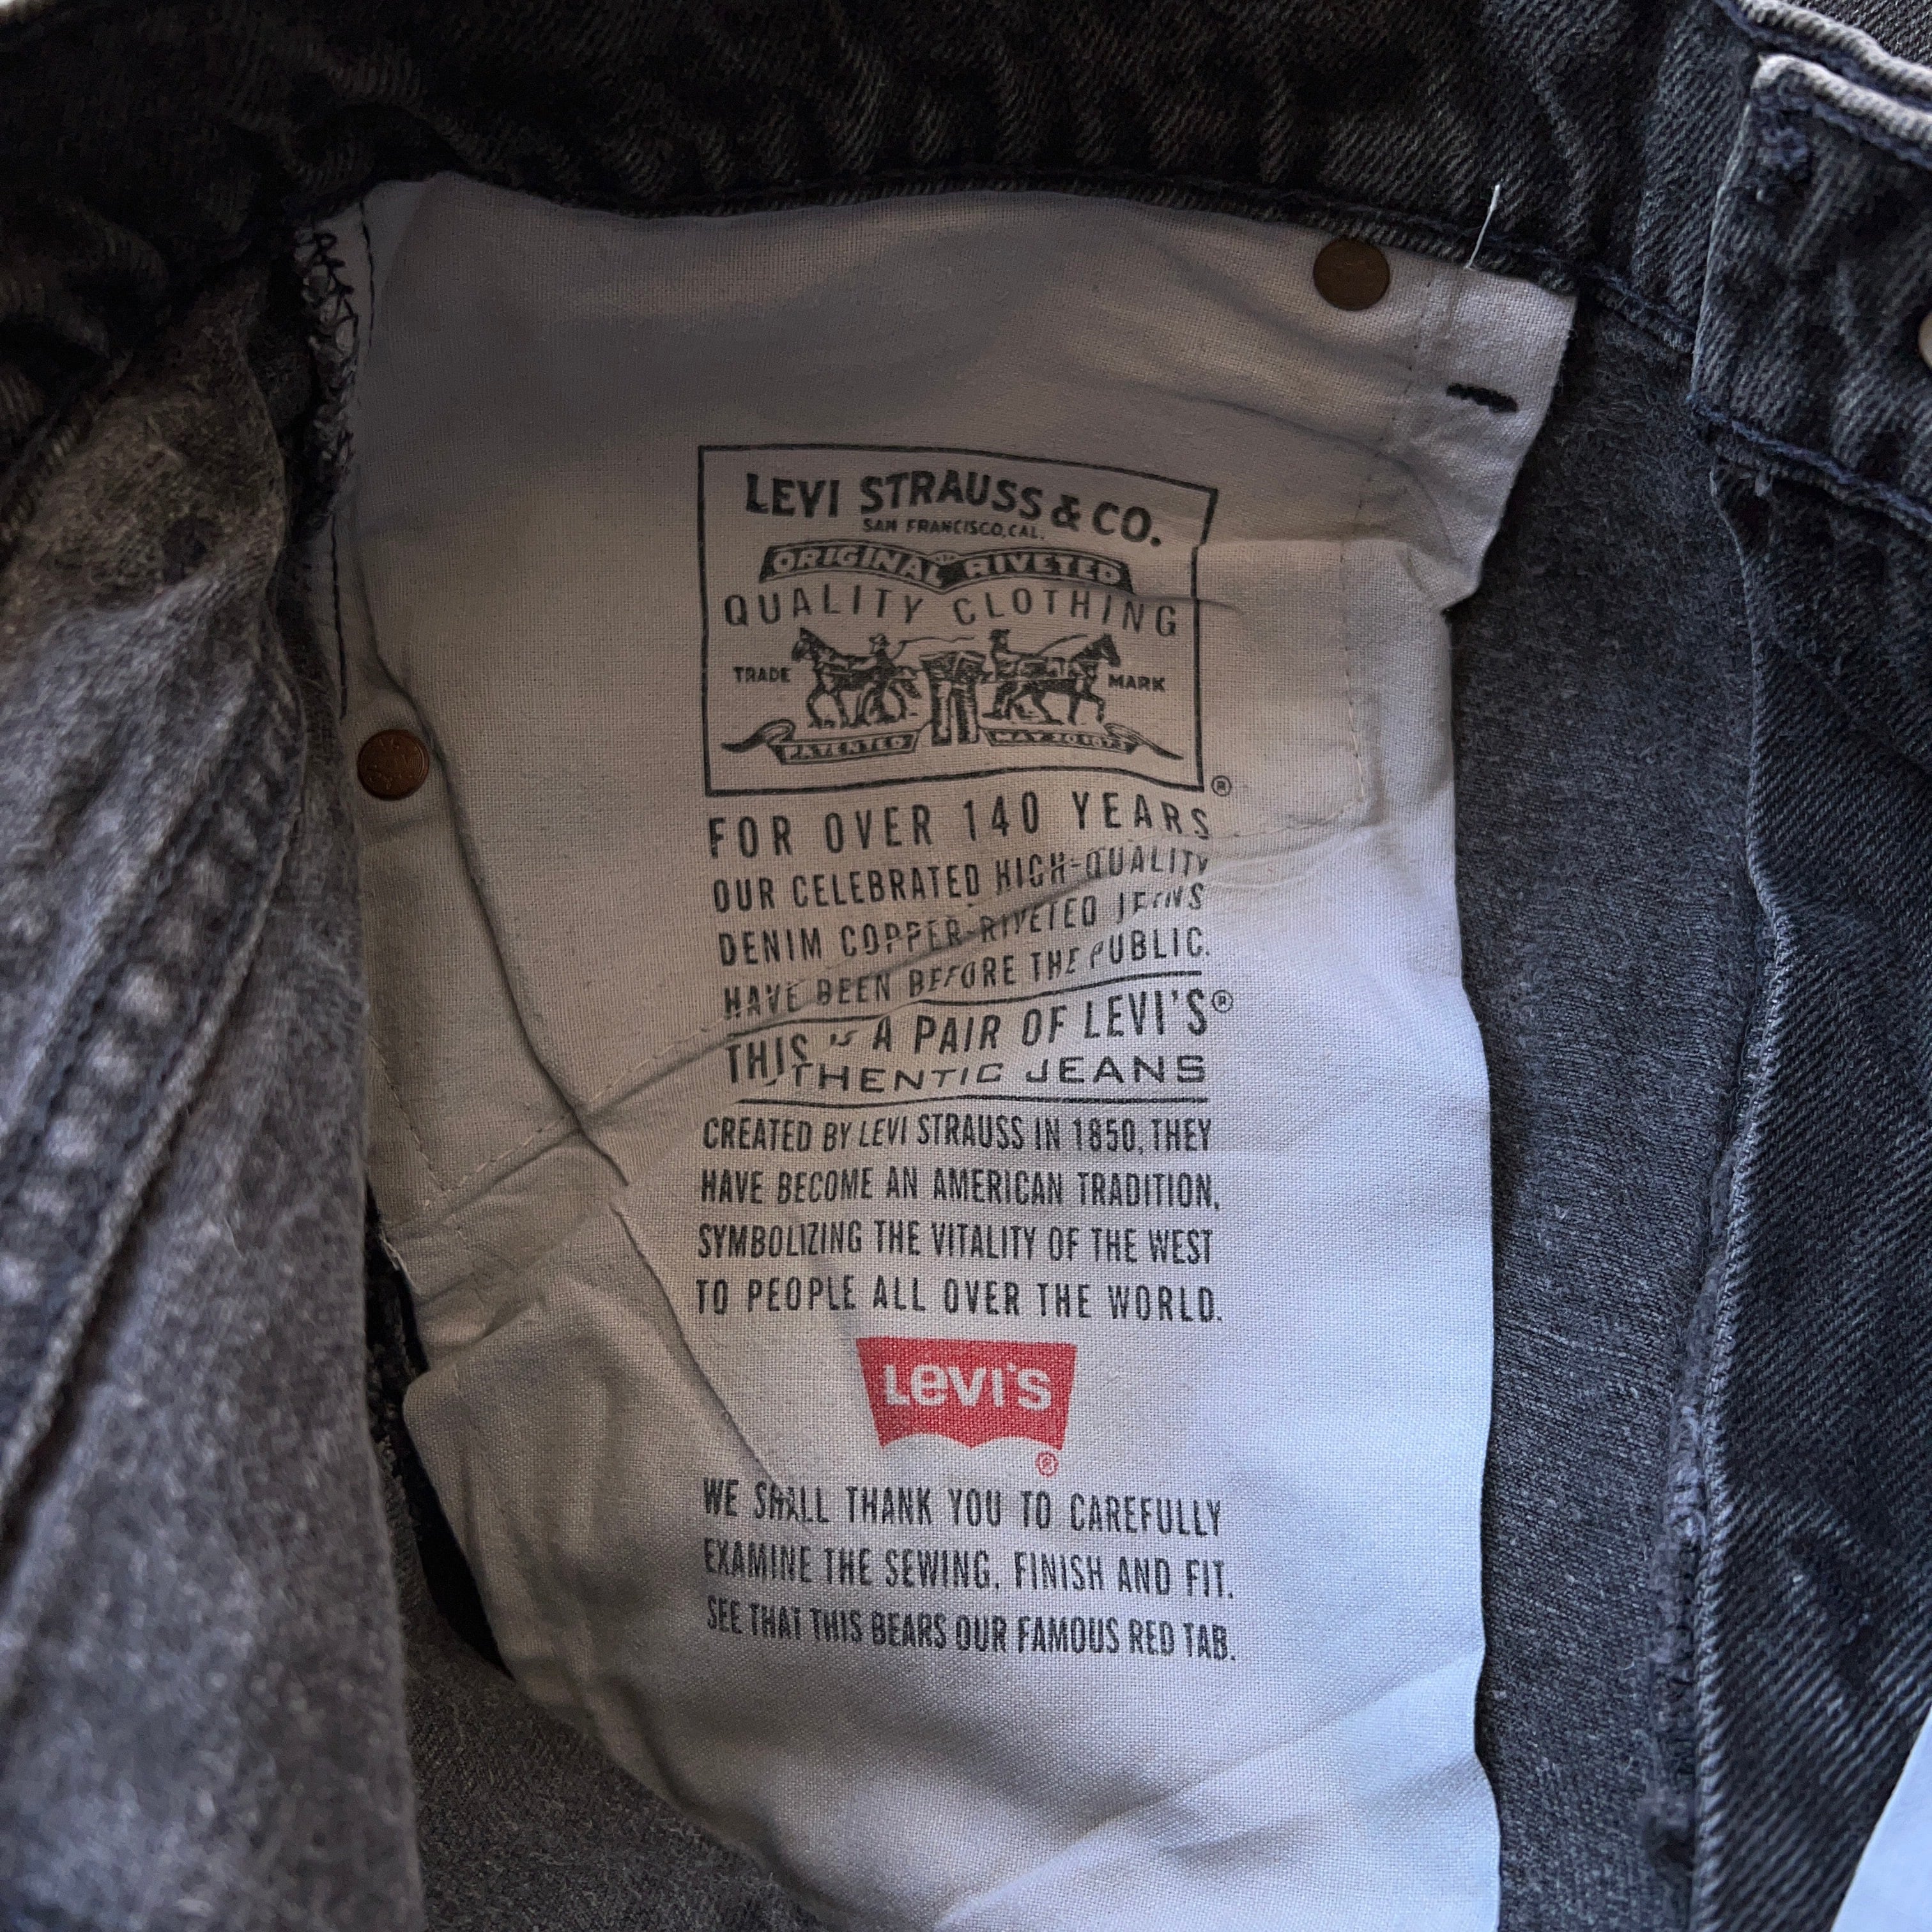 LEVI STRAUSS & CO.
SAN FRANCISCO, CAL.
ORIGINAL RIVETED
QUALITY CLOTHING
TRADE MARK
PATENTED MAY 20 1873
®
FOR OVER 140 YEARS
OUR CELEBRATED HIGH-QUALITY
DENIM COPPER-RIVETED JEANS
HAVE BEEN BEFORE THE PUBLIC.
THIS IS A PAIR OF LEVI'S®
JEANS
CREATED BY LEVI STRAUSS IN 1850, THEY
HAVE BECOME AN AMERICAN TRADITION,
SYMBOLIZING THE VITALITY OF THE WEST
TO PEOPLE ALL OVER THE WORLD.
LEVI'S
®
WE SHALL THANK YOU TO CAREFULLY
EXAMINE THE SEWING, FINISH AND FIT.
SEE THAT THIS BEARS OUR FAMOUS RED TAB.